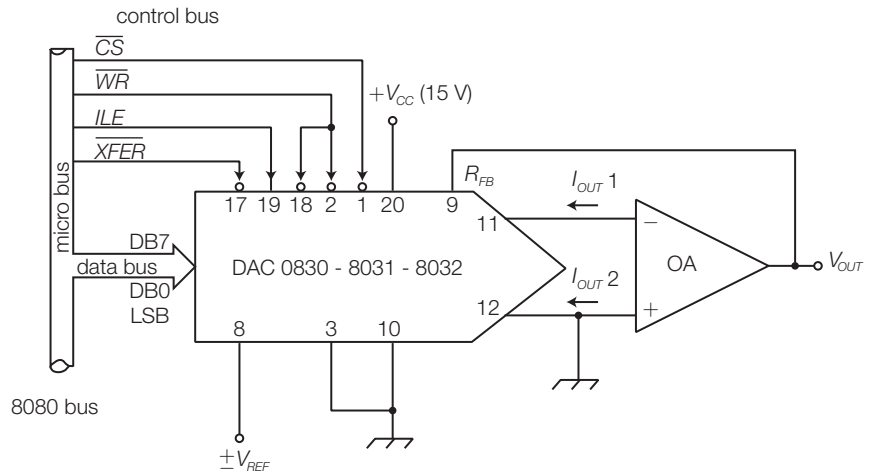 control bus
CS
WR
ILE
XFER
+VCC (15 V)
RFB
IOUT 1
17 19 18 2 1 20 9
11
micro bus
DB7
data bus
DB0
LSB
DAC 0830 - 8031 - 8032
OA
−
+
VOUT
IOUT 2
12
8 3 10
8080 bus
±VREF